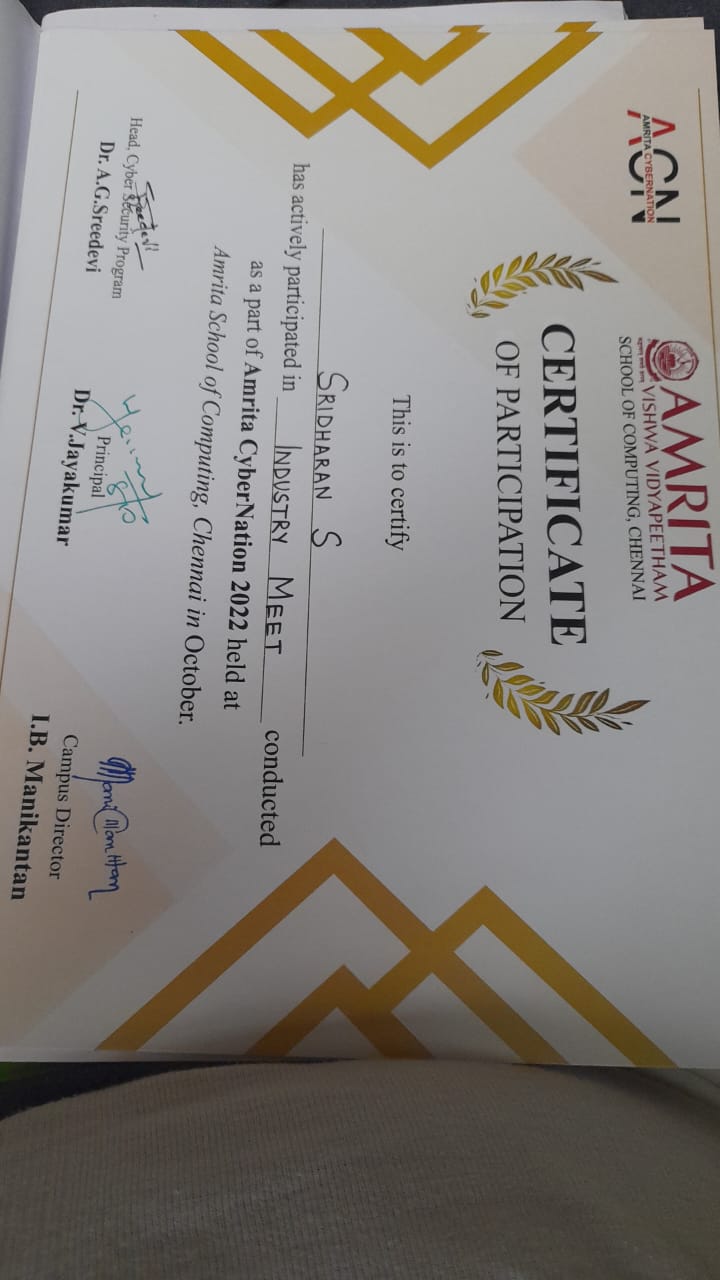 ACN
AMRITA CYBERNATION
AMRITA
VISHWA VIDYAPEETHAM
SCHOOL OF COMPUTING, CHENNAI
CERTIFICATE
OF PARTICIPATION
This is to certify
SRIDHARAN S
has actively participated in INDUSTRY MEET conducted
as a part of Amrita CyberNation 2022 held at
Amrita School of Computing, Chennai in October.
Head, Cyber Security Program
Dr. A.G.Sreedevi
Principal
Dr. V.Jayakumar
Campus Director
I.B. Manikantan